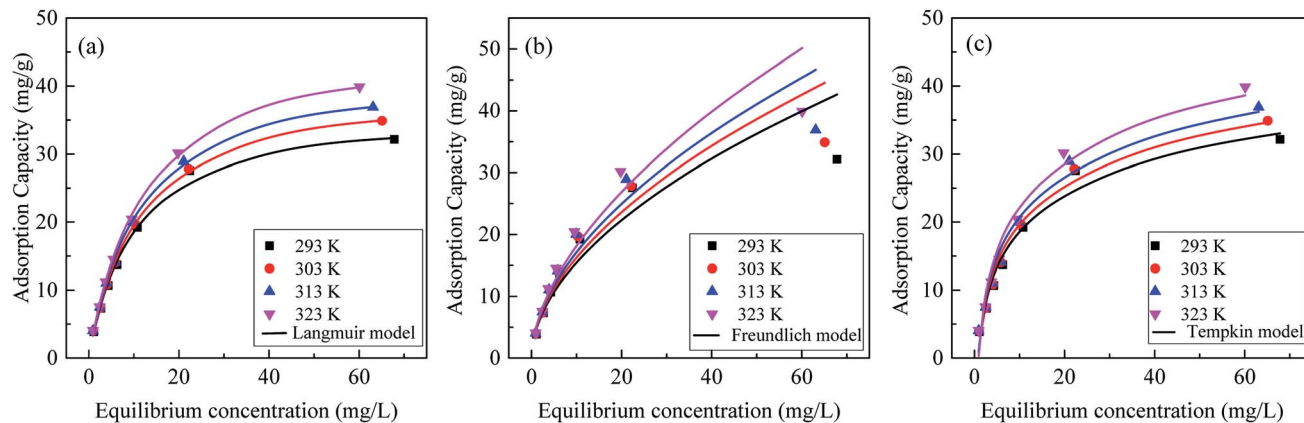 (a)
Adsorption Capacity (mg/g)
50
40
30
20
10
0
293 K
303 K
313 K
323 K
Langmuir model
0 20 40 60 80
Equilibrium concentration (mg/L)
(b)
Adsorption Capacity (mg/g)
50
40
30
20
10
0
293 K
303 K
313 K
323 K
Freundlich model
0 20 40 60 80
Equilibrium concentration (mg/L)
(c)
Adsorption Capacity (mg/g)
50
40
30
20
10
0
293 K
303 K
313 K
323 K
Tempkin model
0 20 40 60 80
Equilibrium concentration (mg/L)